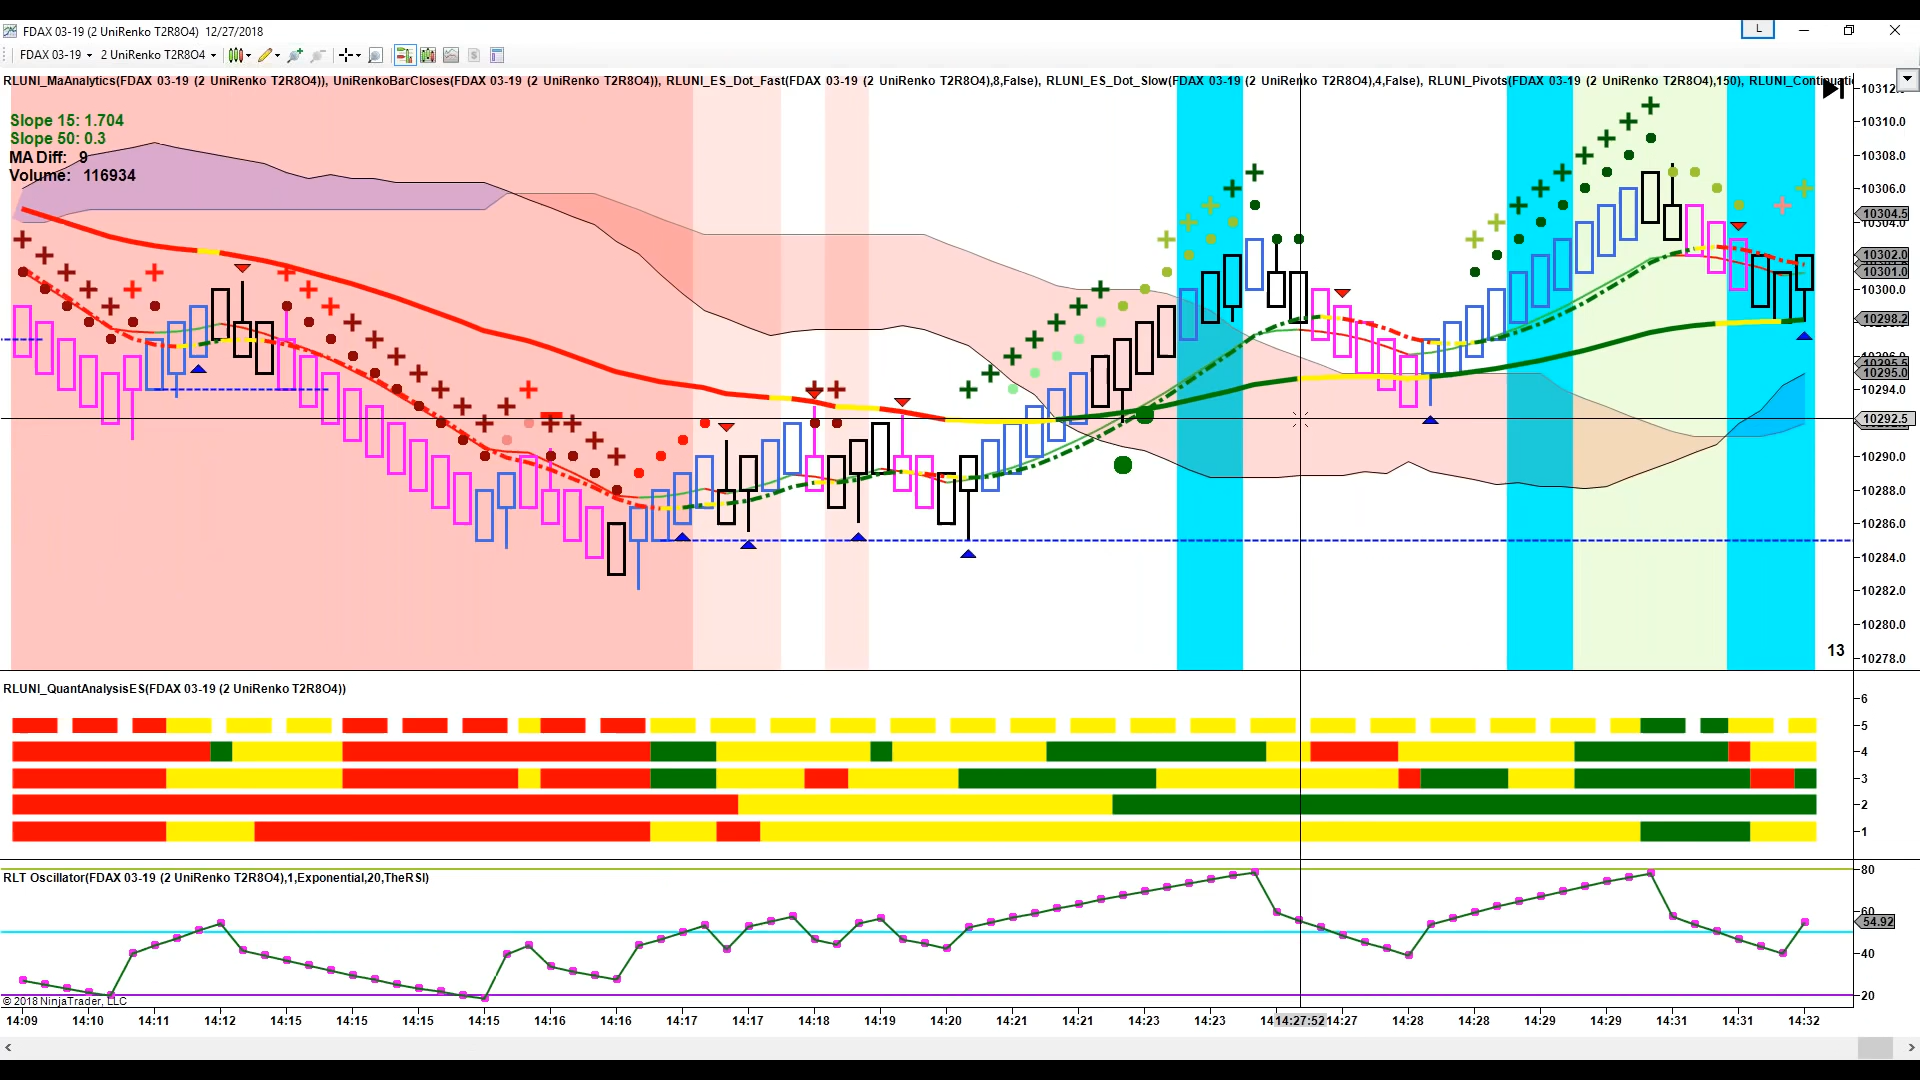 FDAX 03-19 (2 UniRenko T2R8O4)  12/27/2018
L
FDAX 03-19  2 UniRenko T2R8O4
RLUNI_MaAnalytics(FDAX 03-19 (2 UniRenko T2R8O4)), UniRenkoBarCloses(FDAX 03-19 (2 UniRenko T2R8O4)), RLUNI_ES_Dot_Fast(FDAX 03-19 (2 UniRenko T2R8O4),8,False), RLUNI_ES_Dot_Slow(FDAX 03-19 (2 UniRenko T2R8O4),4,False), RLUNI_Pivots(FDAX 03-19 (2 UniRenko T2R8O4),150), RLUNI_Continuati
Slope 15: 1.704
Slope 50: 0.3
MA Diff:  9
Volume:  116934
10312.
10310.0
10308.0
10306.0
10304.5
10304.0
10302.0
10301.0
10300.0
10298.2
10295.0
10294.0
10292.5
10290.0
10288.0
10286.0
10284.0
10282.0
10280.0
10278.0
13
RLUNI_QuantAnalysisES(FDAX 03-19 (2 UniRenko T2R8O4))
6
5
4
3
2
1
RLT Oscillator(FDAX 03-19 (2 UniRenko T2R8O4),1,Exponential,20,TheRSI)
80
60
54.92
40
20
© 2018 NinjaTrader, LLC
14:09 14:10 14:11 14:12 14:15 14:15 14:15 14:15 14:16 14:16 14:17 14:17 14:18 14:19 14:20 14:21 14:21 14:23 14:23 14 14:27:52 14:27 14:28 14:28 14:29 14:29 14:31 14:31 14:32